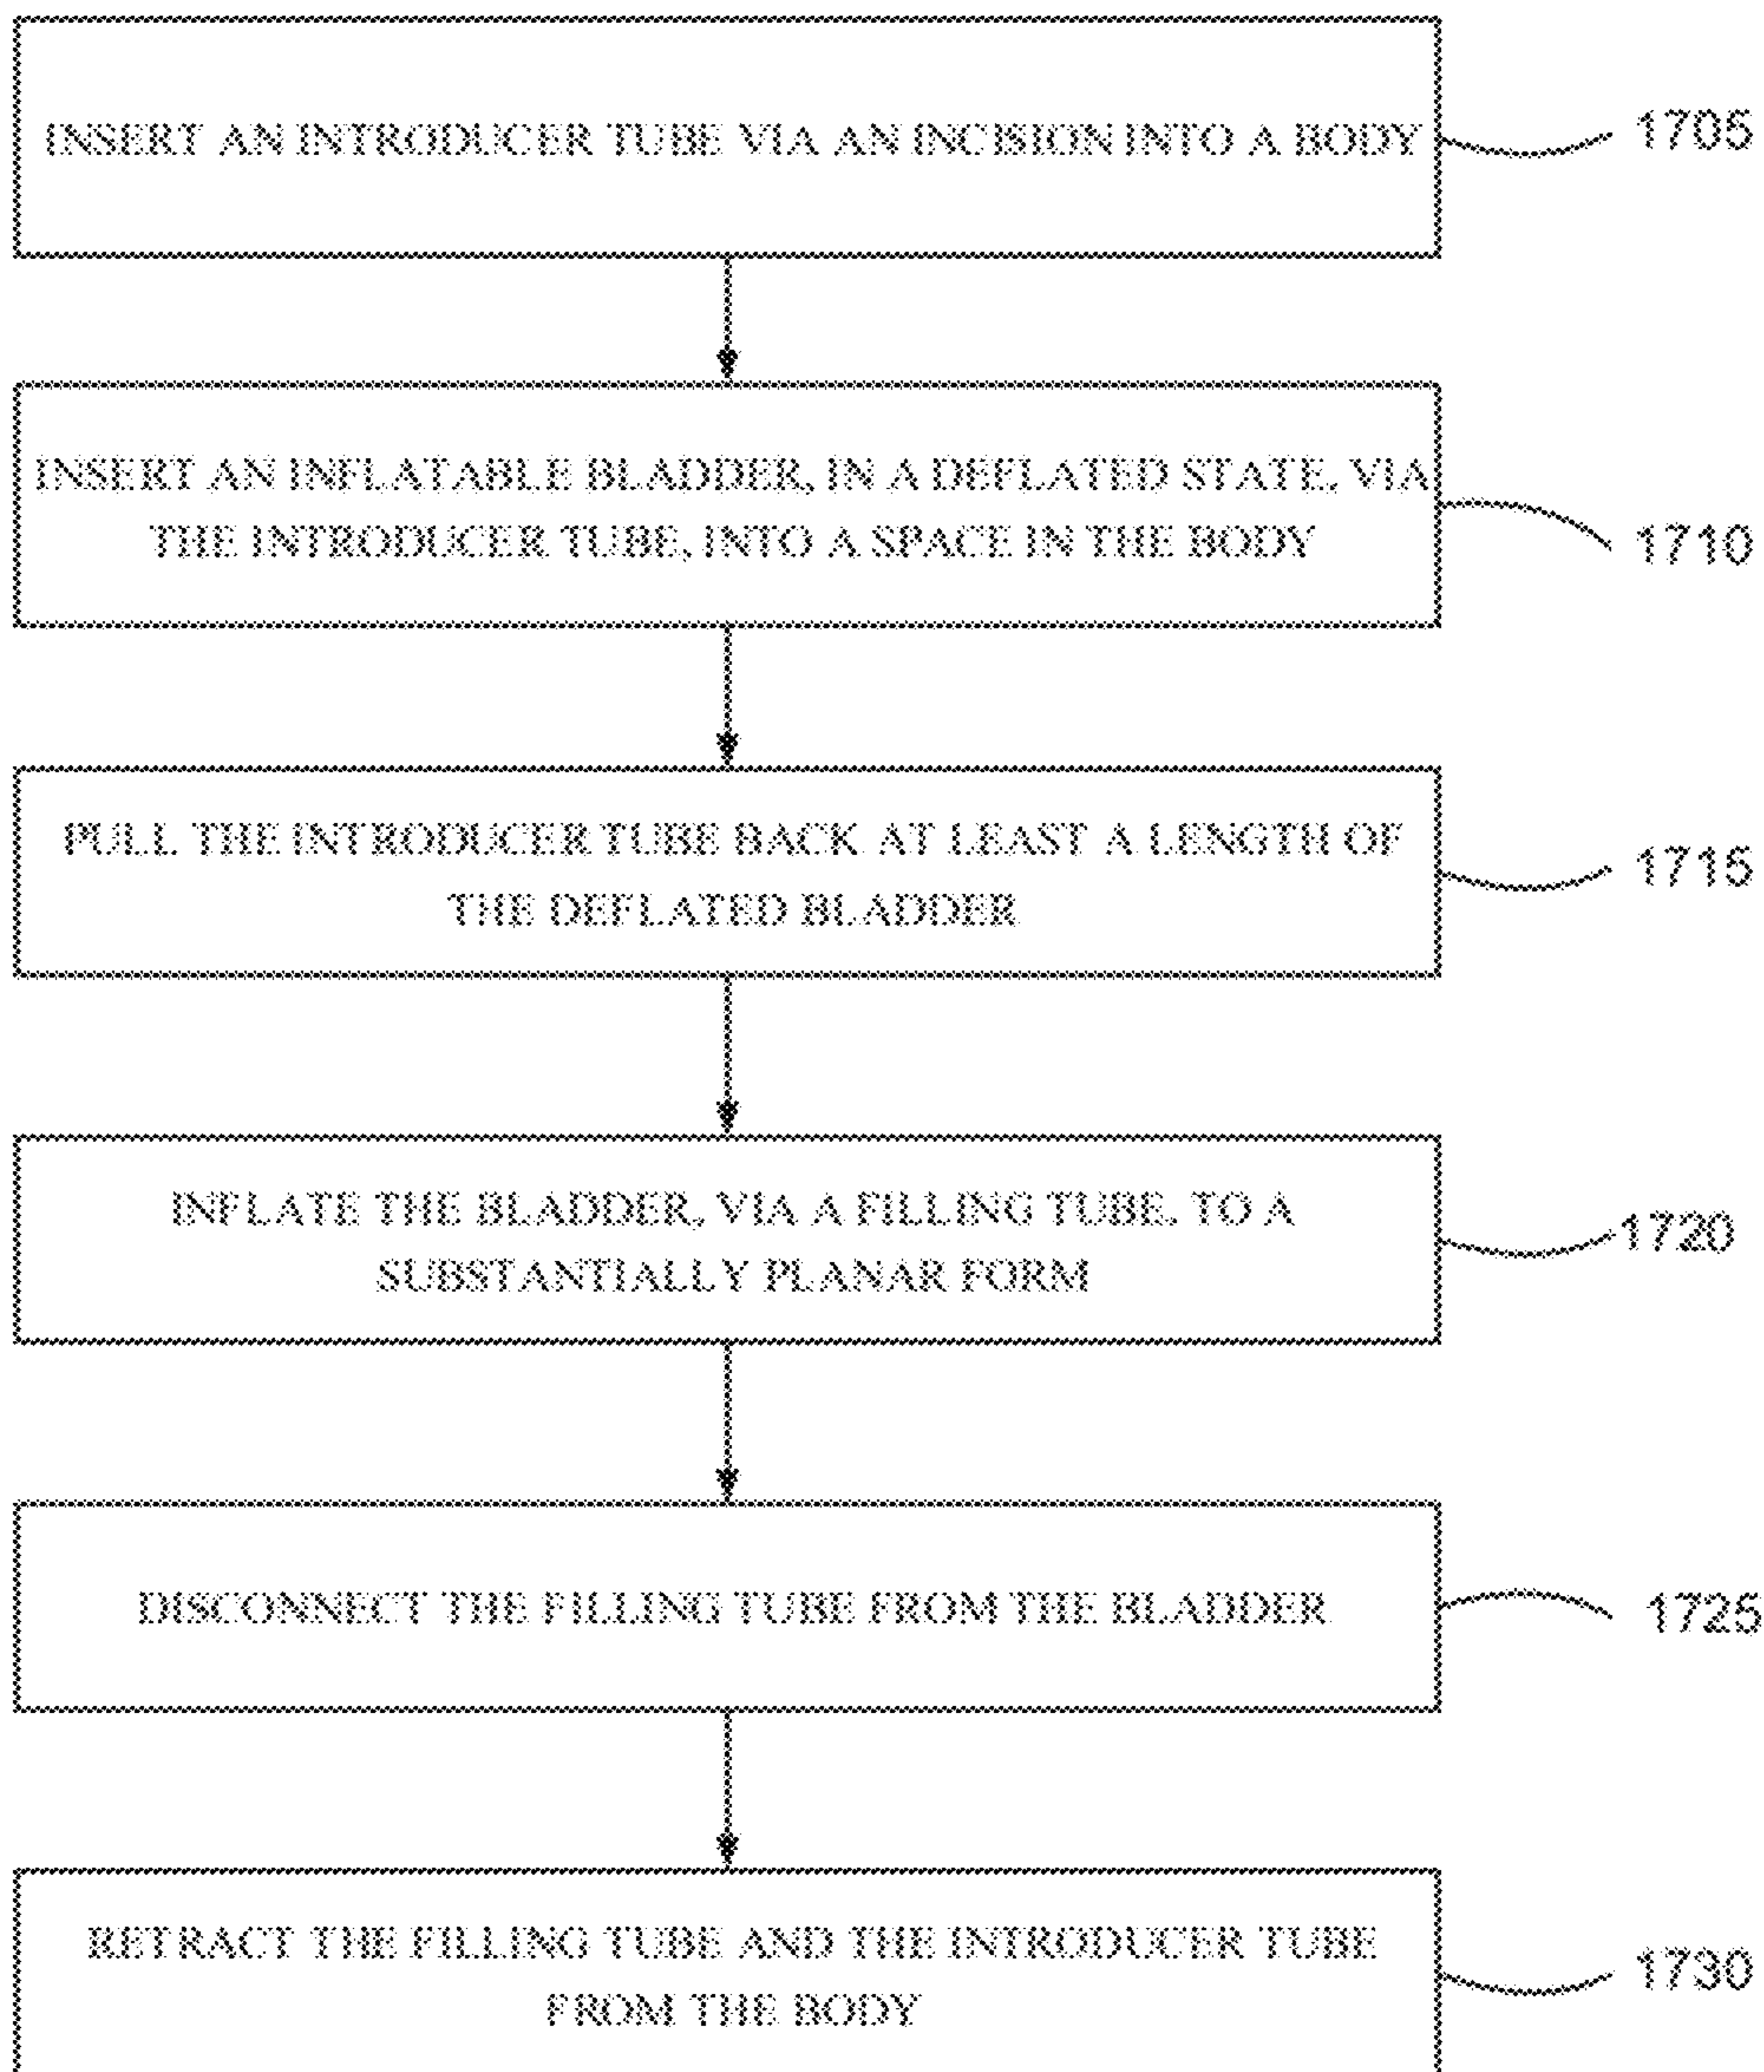 INSERT AN INTRODUCER TUBE VIA AN INCISION INTO A BODY
1705
INSERT AN INFLATABLE BLADDER, IN A DEFLATED STATE, VIA
THE INTRODUCER TUBE, INTO A SPACE IN THE BODY
1710
PULL THE INTRODUCER TUBE BACK AT LEAST A LENGTH OF
THE DEFLATED BLADDER
1715
INFLATE THE BLADDER, VIA A FILLING TUBE, TO A
SUBSTANTIALLY PLANAR FORM
1720
DISCONNECT THE FILLING TUBE FROM THE BLADDER
1725
RETRACT THE FILLING TUBE AND THE INTRODUCER TUBE
FROM THE BODY
1730